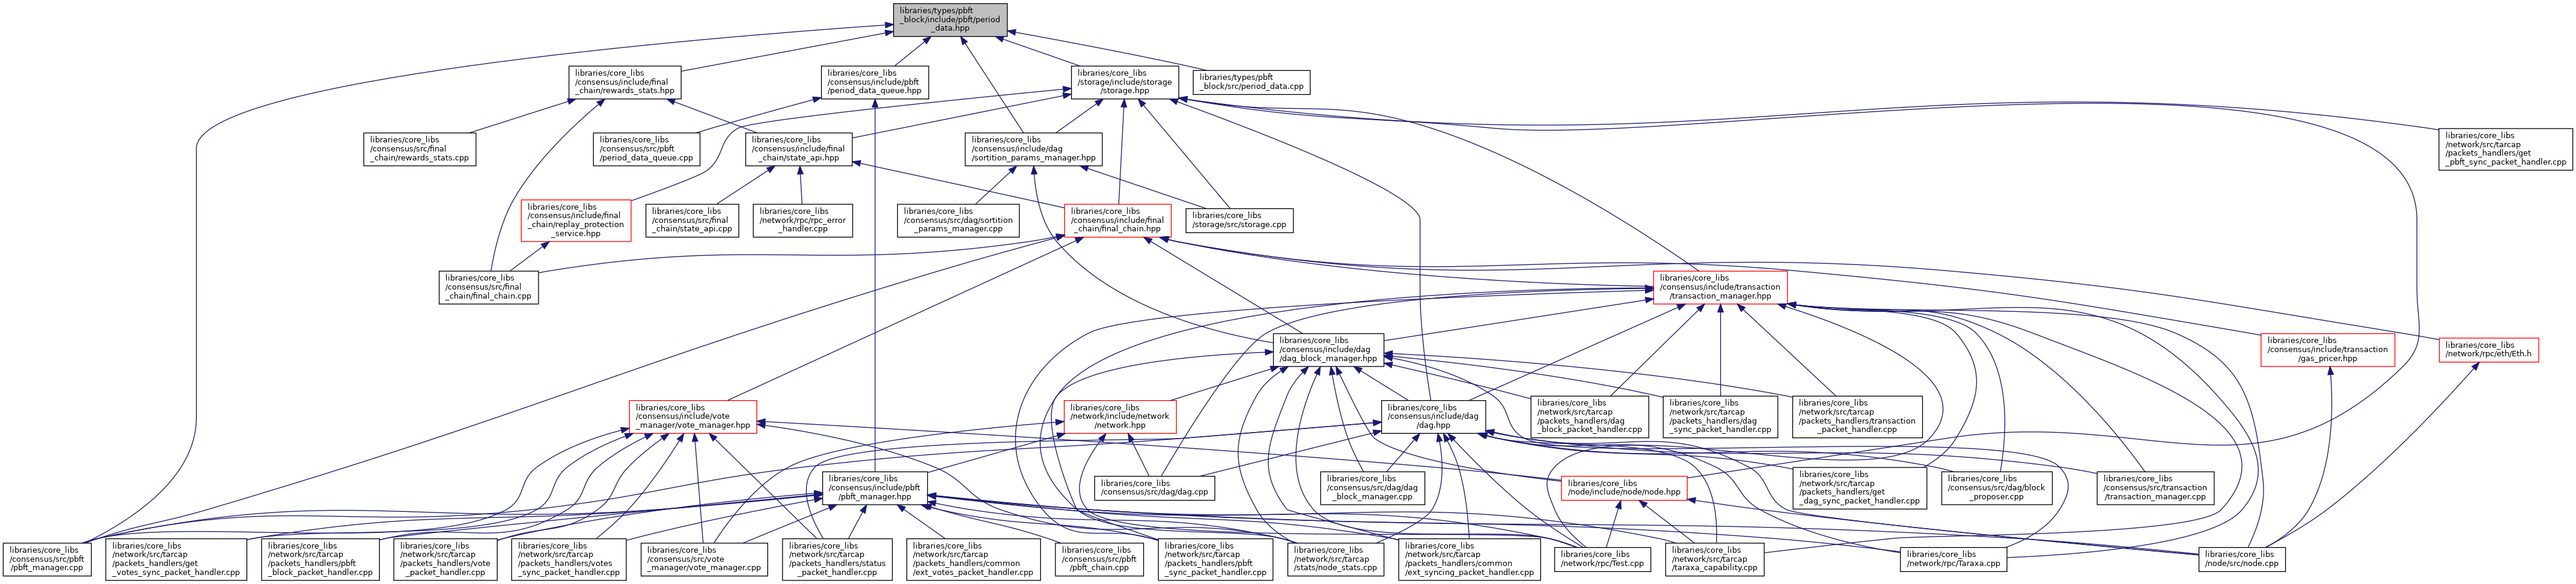 libraries/types/pbft
_block/include/pbft/period
_data.hpp
libraries/core_libs
/consensus/include/final
_chain/rewards_stats.hpp
libraries/core_libs
/consensus/include/pbft
/period_data_queue.hpp
libraries/core_libs
/storage/include/storage
/storage.hpp
libraries/types/pbft
_block/src/period_data.cpp
libraries/core_libs
/consensus/src/final
_chain/rewards_stats.cpp
libraries/core_libs
/consensus/src/pbft
/period_data_queue.cpp
libraries/core_libs
/consensus/include/final
_chain/state_api.hpp
libraries/core_libs
/consensus/include/dag
/sortition_params_manager.hpp
libraries/core_libs
/network/src/tarcap
/packets_handlers/get
_pbft_sync_packet_handler.cpp
libraries/core_libs
/consensus/include/final
_chain/replay_protection
_service.hpp
libraries/core_libs
/consensus/src/final
_chain/state_api.cpp
libraries/core_libs
/network/rpc/rpc_error
_handler.cpp
libraries/core_libs
/consensus/src/dag/sortition
_params_manager.cpp
libraries/core_libs
/consensus/include/final
_chain/final_chain.hpp
libraries/core_libs
/storage/src/storage.cpp
libraries/core_libs
/consensus/src/final
_chain/final_chain.cpp
libraries/core_libs
/consensus/include/transaction
/transaction_manager.hpp
libraries/core_libs
/consensus/include/dag
/dag_block_manager.hpp
libraries/core_libs
/consensus/include/transaction
/gas_pricer.hpp
libraries/core_libs
/network/rpc/eth/Eth.h
libraries/core_libs
/consensus/include/vote
_manager/vote_manager.hpp
libraries/core_libs
/network/include/network
/network.hpp
libraries/core_libs
/consensus/include/dag
/dag.hpp
libraries/core_libs
/network/src/tarcap
/packets_handlers/dag
_block_packet_handler.cpp
libraries/core_libs
/network/src/tarcap
/packets_handlers/dag
_sync_packet_handler.cpp
libraries/core_libs
/network/src/tarcap
/packets_handlers/transaction
_packet_handler.cpp
libraries/core_libs
/consensus/include/pbft
/pbft_manager.hpp
libraries/core_libs
/consensus/src/dag/dag.cpp
libraries/core_libs
/consensus/src/dag/dag
_block_manager.cpp
libraries/core_libs
/node/include/node/node.hpp
libraries/core_libs
/network/src/tarcap
/packets_handlers/get
_dag_sync_packet_handler.cpp
libraries/core_libs
/consensus/src/dag/block
_proposer.cpp
libraries/core_libs
/consensus/src/transaction
/transaction_manager.cpp
libraries/core_libs
/consensus/src/pbft
/pbft_manager.cpp
libraries/core_libs
/network/src/tarcap
/packets_handlers/get
_votes_sync_packet_handler.cpp
libraries/core_libs
/network/src/tarcap
/packets_handlers/pbft
_block_packet_handler.cpp
libraries/core_libs
/network/src/tarcap
/packets_handlers/vote
_packet_handler.cpp
libraries/core_libs
/network/src/tarcap
/packets_handlers/votes
_sync_packet_handler.cpp
libraries/core_libs
/consensus/src/vote
_manager/vote_manager.cpp
libraries/core_libs
/network/src/tarcap
/packets_handlers/status
_packet_handler.cpp
libraries/core_libs
/network/src/tarcap
/packets_handlers/common
/ext_votes_packet_handler.cpp
libraries/core_libs
/consensus/src/pbft
/pbft_chain.cpp
libraries/core_libs
/network/src/tarcap
/packets_handlers/pbft
_sync_packet_handler.cpp
libraries/core_libs
/network/src/tarcap
/stats/node_stats.cpp
libraries/core_libs
/network/src/tarcap
/packets_handlers/common
/ext_syncing_packet_handler.cpp
libraries/core_libs
/network/rpc/Test.cpp
libraries/core_libs
/network/src/tarcap
/taraxa_capability.cpp
libraries/core_libs
/network/rpc/Taraxa.cpp
libraries/core_libs
/node/src/node.cpp